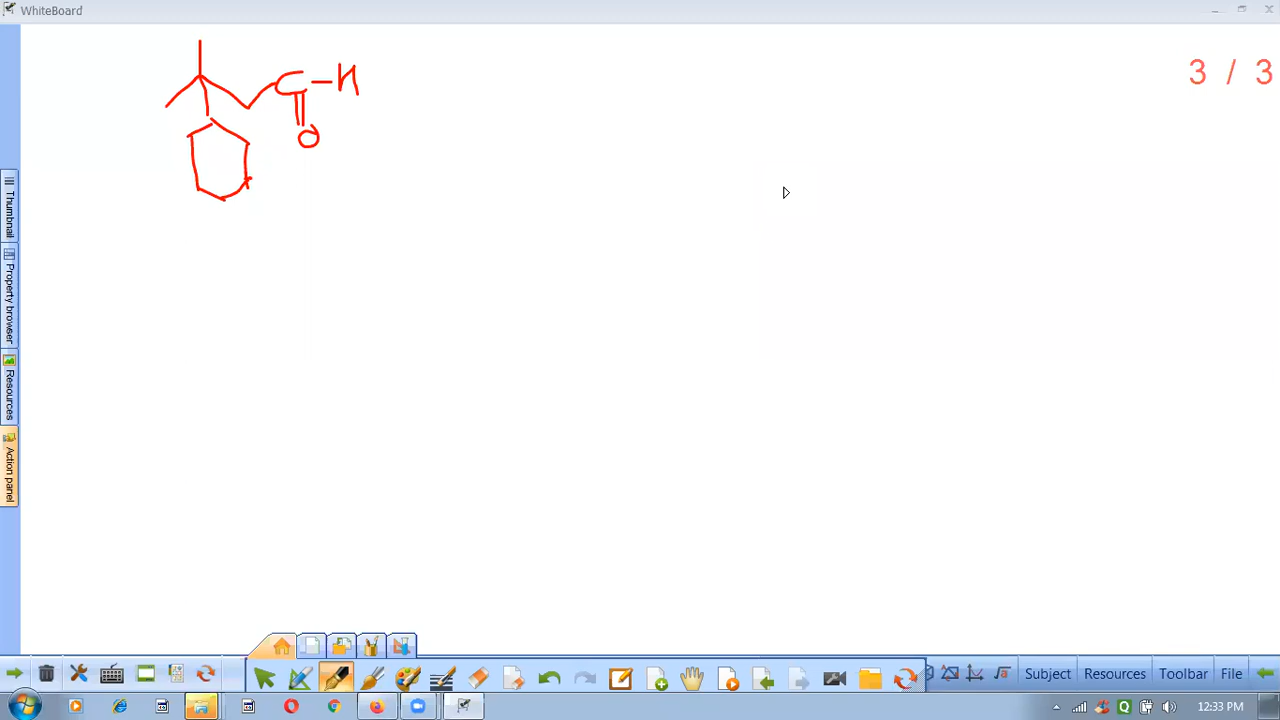 WhiteBoard
3 / 3
C-H
O
Thumbnail
Property browser
Resources
Action panel
Subject
Resources
Toolbar
File
12:33 PM